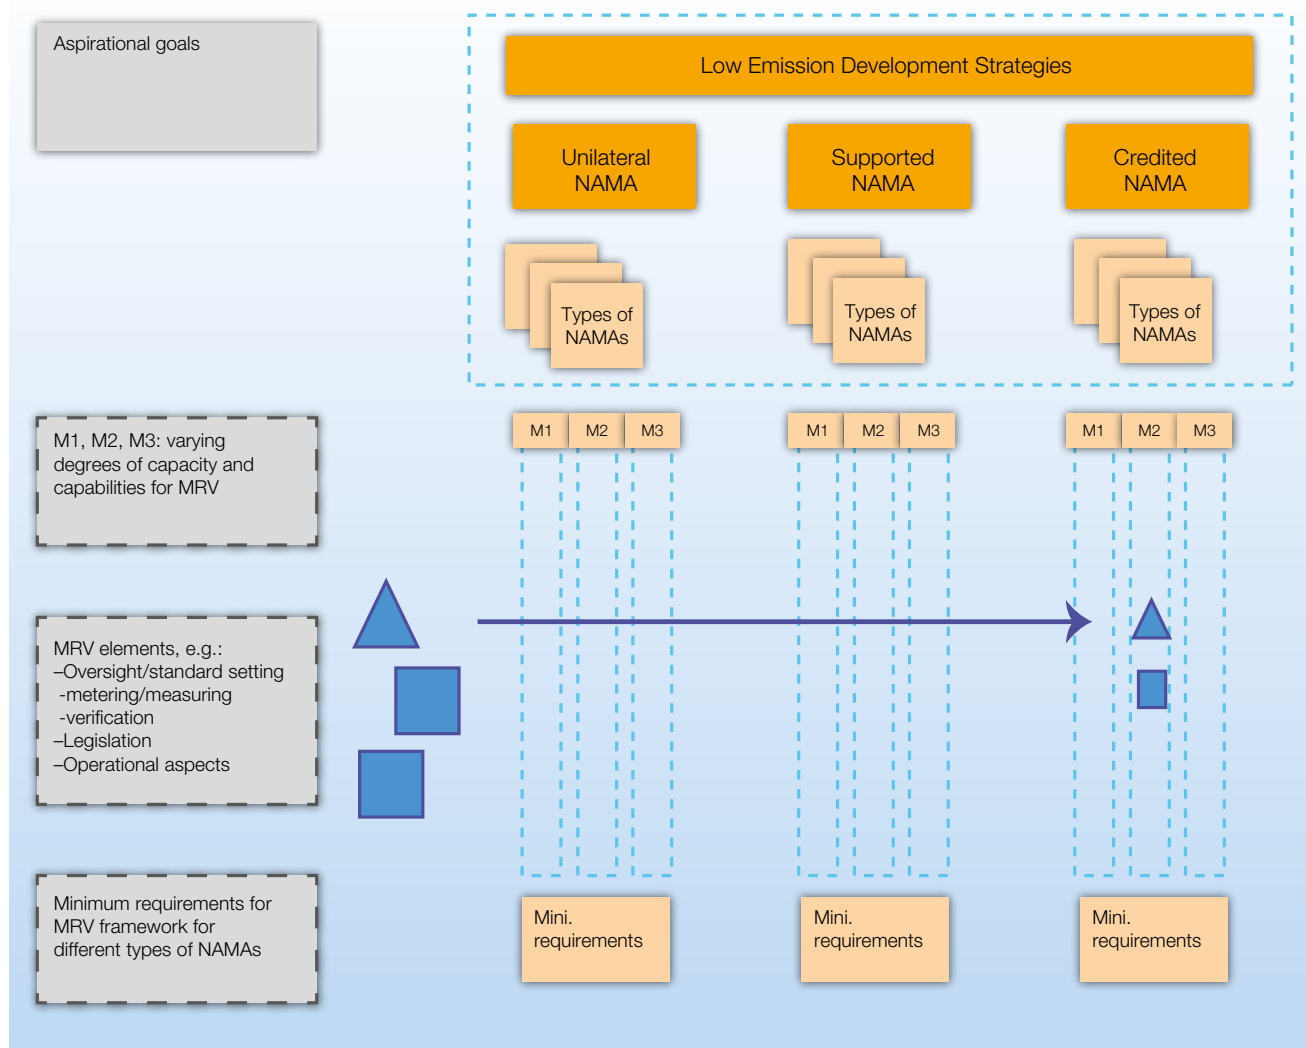 Aspirational goals
Low Emission Development Strategies
Unilateral
NAMA
Supported
NAMA
Credited
NAMA
Types of
NAMAs
Types of
NAMAs
Types of
NAMAs
M1, M2, M3: varying
degrees of capacity and
capabilities for MRV
M1 M2 M3
M1 M2 M3
M1 M2 M3
MRV elements, e.g.:
–Oversight/standard setting
-metering/measuring
-verification
–Legislation
–Operational aspects
Minimum requirements for
MRV framework for
different types of NAMAs
Mini.
requirements
Mini.
requirements
Mini.
requirements